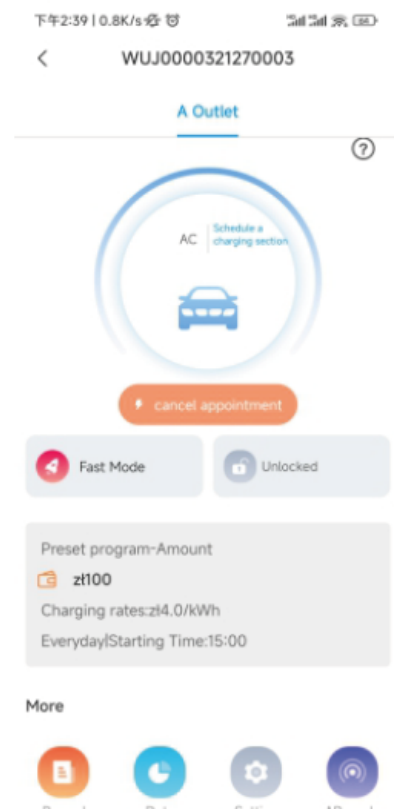 下午2:39 | 0.8K/s
WUJ0000321270003
A Outlet
?
AC
Schedule a
charging section
cancel appointment
Fast Mode
Unlocked
Preset program-Amount
zł100
Charging rates:zł4.0/kWh
Everyday|Starting Time:15:00
More